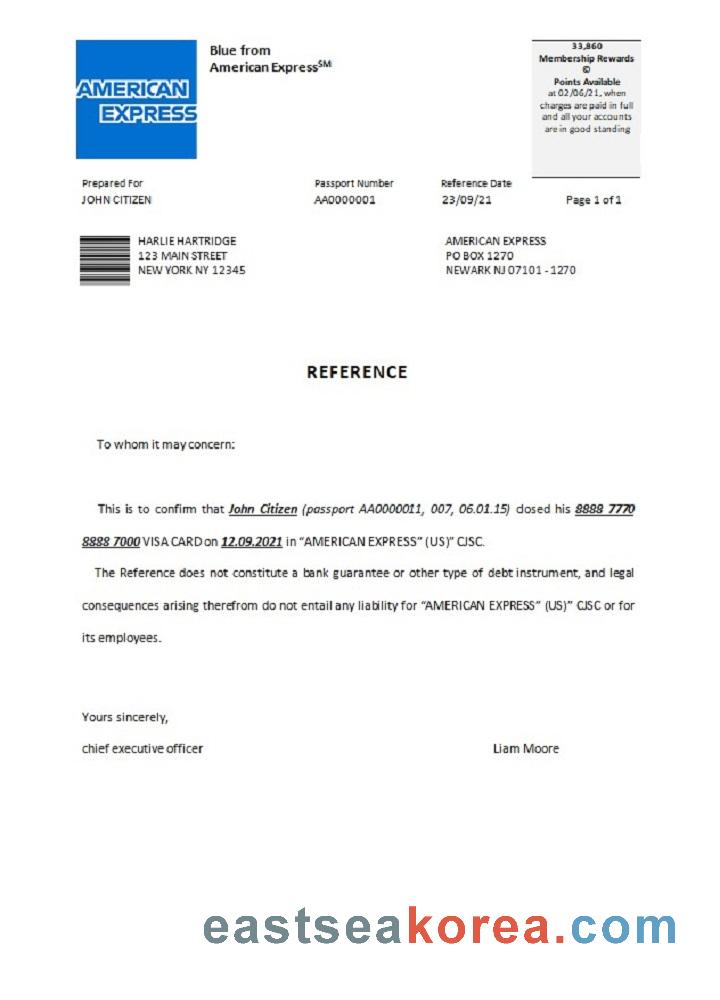 AMERICAN
EXPRESS
Blue from
American Express℠
33,860
Membership Rewards
©
Points Available
at 02/06/21, when
charges are paid in full
and all your accounts
are in good standing
Prepared For
JOHN CITIZEN
Passport Number
AA0000001
Reference Date
23/09/21
Page 1 of 1
HARLIE HARTRIDGE
123 MAIN STREET
NEW YORK NY 12345
AMERICAN EXPRESS
PO BOX 1270
NEWARK NJ 07101 - 1270
REFERENCE
To whom it may concern:
This is to confirm that John Citizen (passport AA0000011, 007, 06.01.15) closed his 8888 7770
8888 7000 VISA CARD on 12.09.2021 in “AMERICAN EXPRESS” (US)” CJSC.
The Reference does not constitute a bank guarantee or other type of debt instrument, and legal
consequences arising therefrom do not entail any liability for “AMERICAN EXPRESS” (US)” CJSC or for
its employees.
Yours sincerely,
chief executive officer
Liam Moore
eastseakorea.com